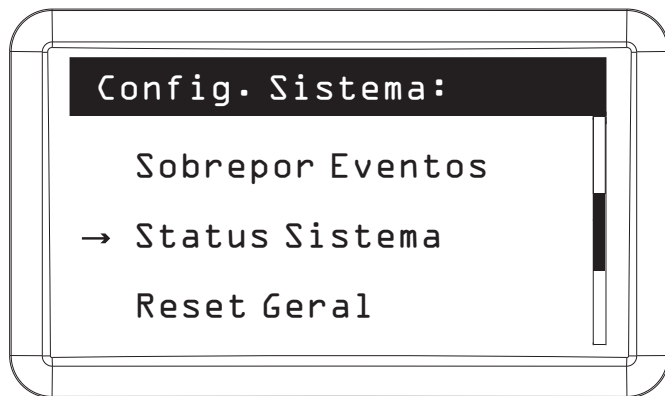 Config. Sistema:
Sobrepor Eventos
→ Status Sistema
Reset Geral